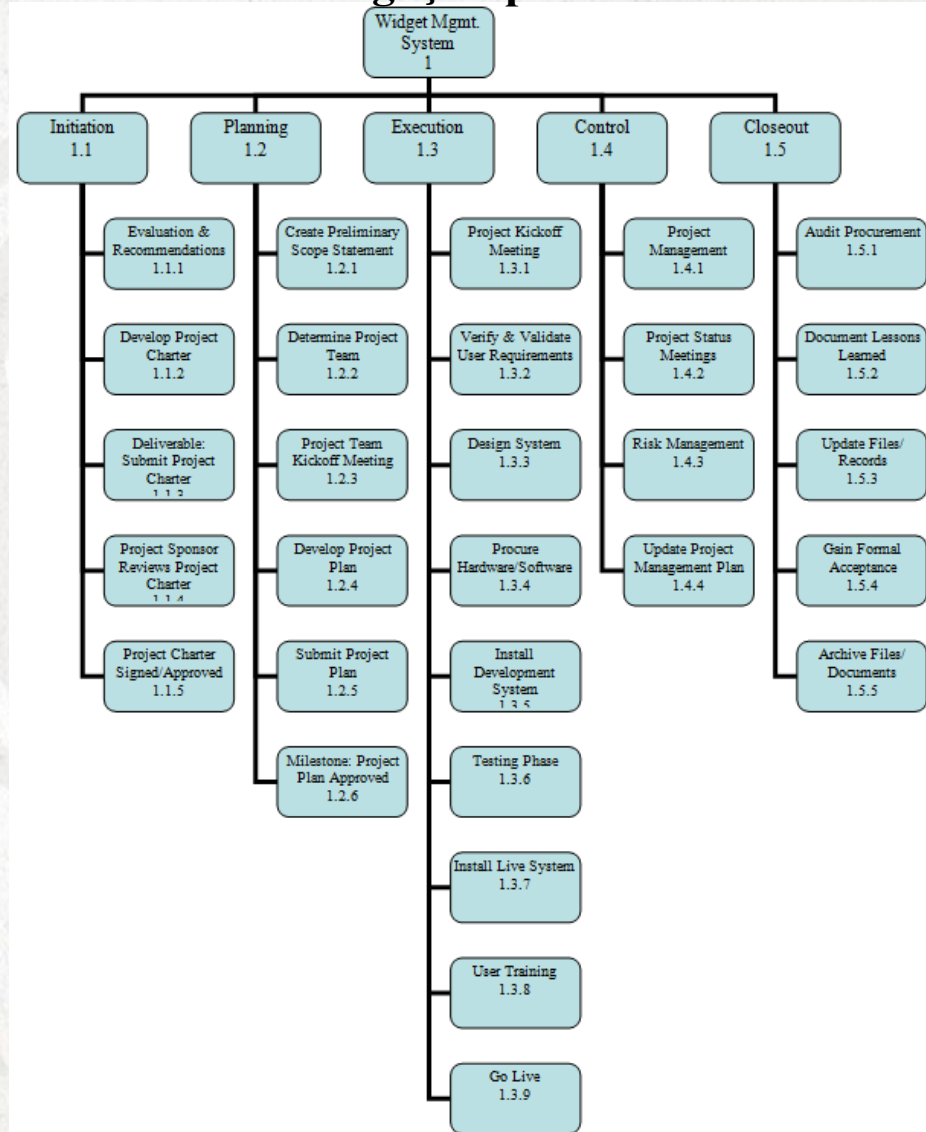 Widget Mgmt.
System
1
Initiation
1.1
Planning
1.2
Execution
1.3
Control
1.4
Closeout
1.5
Evaluation &
Recommendations
1.1.1
Develop Project
Charter
1.1.2
Deliverable:
Submit Project
Charter
1.1.3
Project Sponsor
Reviews Project
Charter
1.1.4
Project Charter
Signed/Approved
1.1.5
Create Preliminary
Scope Statement
1.2.1
Determine Project
Team
1.2.2
Project Team
Kickoff Meeting
1.2.3
Develop Project
Plan
1.2.4
Submit Project
Plan
1.2.5
Milestone: Project
Plan Approved
1.2.6
Project Kickoff
Meeting
1.3.1
Verify & Validate
User Requirements
1.3.2
Design System
1.3.3
Procure
Hardware/Software
1.3.4
Install
Development
System
1.3.5
Testing Phase
1.3.6
Install Live System
1.3.7
User Training
1.3.8
Go Live
1.3.9
Project
Management
1.4.1
Project Status
Meetings
1.4.2
Risk Management
1.4.3
Update Project
Management Plan
1.4.4
Audit Procurement
1.5.1
Document Lessons
Learned
1.5.2
Update Files/
Records
1.5.3
Gain Formal
Acceptance
1.5.4
Archive Files/
Documents
1.5.5